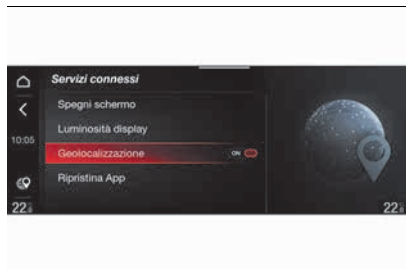 Servizi connessi
Spegni schermo
Luminosità display
10:05
Geolocalizzazione ON
Ripristina App
22
22